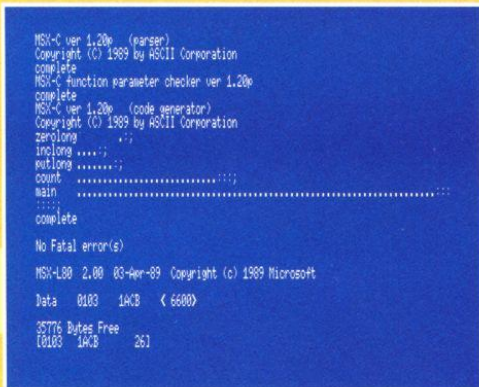 MSX-C ver 1.20p   (parser)
Copyright (C) 1989 by ASCII Corporation
complete
MSX-C function parameter checker ver 1.20p
complete
MSX-C ver 1.20p   (code generator)
Copyright (C) 1989 by ASCII Corporation
zerolong        .:;
inclong ....:;
putlong .......:;
count   ...........................:::;
main    ....................................................................:::
:::::;
complete

No Fatal error(s)

MSX-L80  2.00  03-Apr-89  Copyright (c) 1989 Microsoft

Data    0103    1ACB    < 6600>

35776 Bytes Free
[0103   1ACB        26]